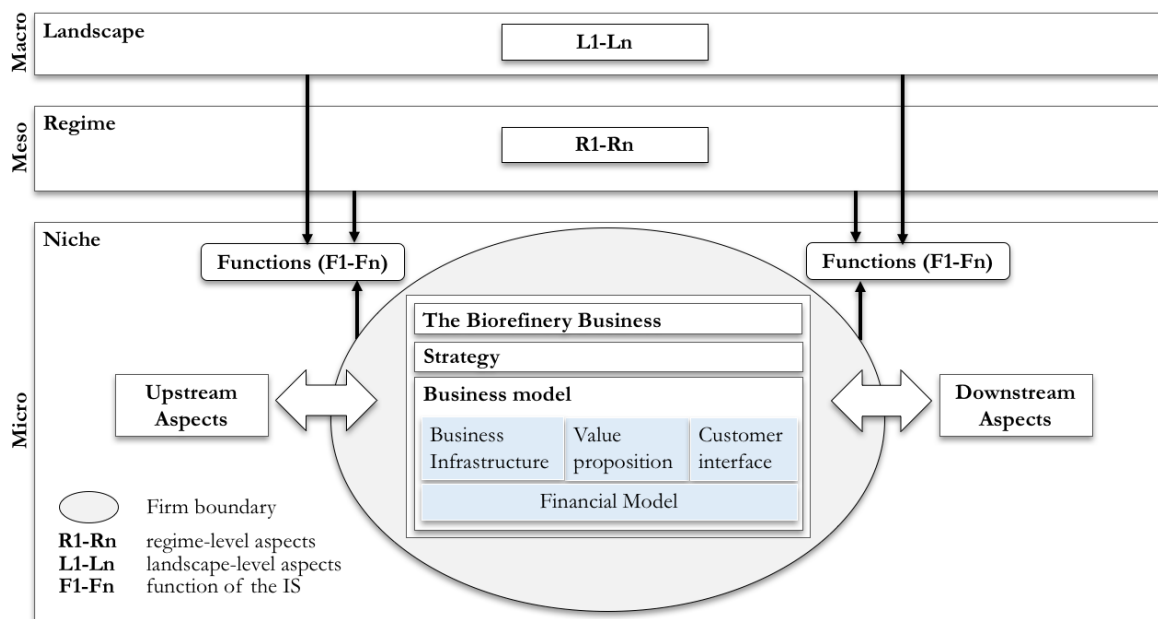 Macro
Landscape
L1-Ln
Meso
Regime
R1-Rn
Micro
Niche
Functions (F1-Fn)
Functions (F1-Fn)
The Biorefinery Business
Strategy
Business model
Business
Infrastructure
Value
proposition
Customer
interface
Financial Model
Upstream
Aspects
Downstream
Aspects
Firm boundary
R1-Rn regime-level aspects
L1-Ln landscape-level aspects
F1-Fn function of the IS